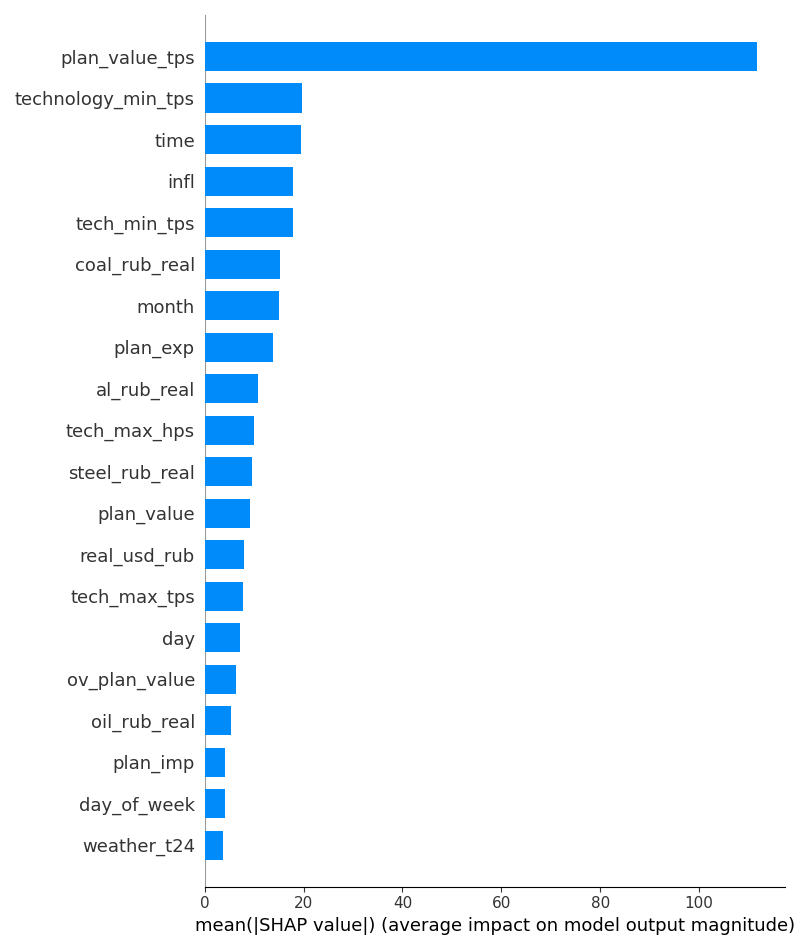 plan_value_tps
technology_min_tps
time
infl
tech_min_tps
coal_rub_real
month
plan_exp
al_rub_real
tech_max_hps
steel_rub_real
plan_value
real_usd_rub
tech_max_tps
day
ov_plan_value
oil_rub_real
plan_imp
day_of_week
weather_t24
0 20 40 60 80 100
mean(|SHAP value|) (average impact on model output magnitude)